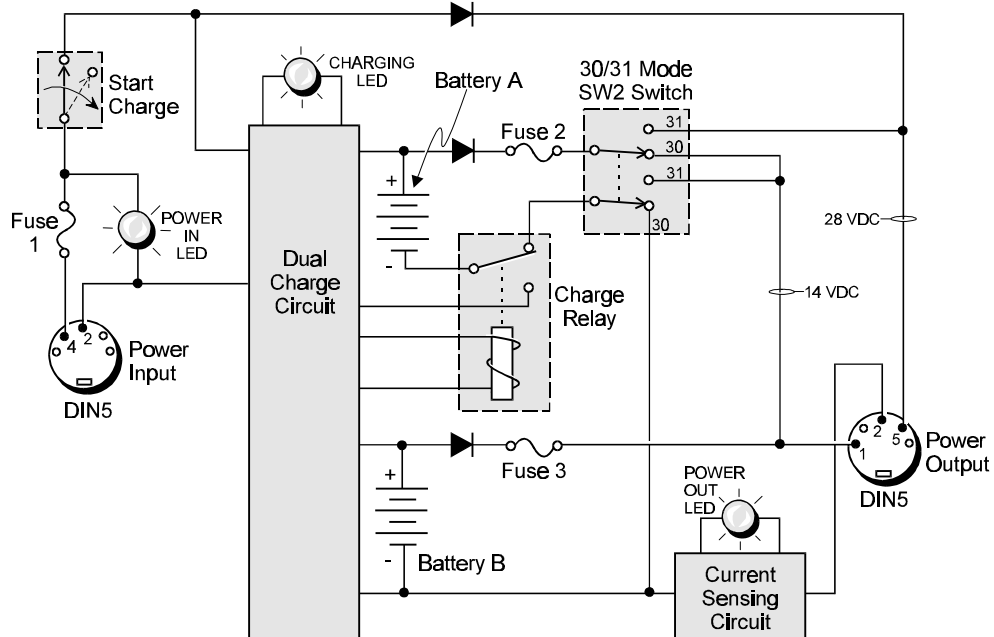 CHARGING
LED
Start
Charge
Battery A
30/31 Mode
SW2 Switch
31
30
31
30
Fuse 2
Fuse
1
POWER
IN
LED
+
-
28 VDC
14 VDC
Dual
Charge
Circuit
Charge
Relay
4
2
Power
Input
DIN5
+
-
Fuse 3
Battery B
POWER
OUT
LED
2
5
1
Power
Output
DIN5
Current
Sensing
Circuit